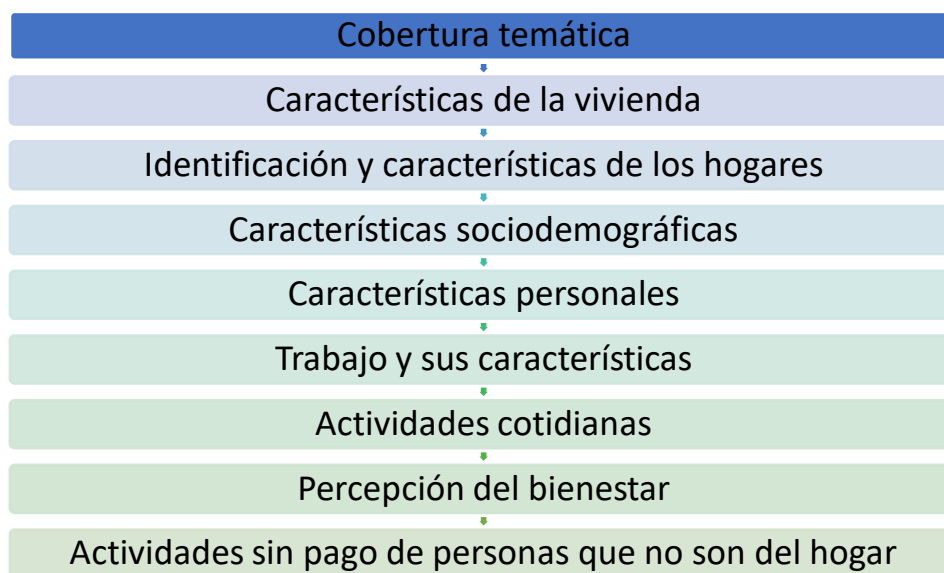 Cobertura temática
Características de la vivienda
Identificación y características de los hogares
Características sociodemográficas
Características personales
Trabajo y sus características
Actividades cotidianas
Percepción del bienestar
Actividades sin pago de personas que no son del hogar